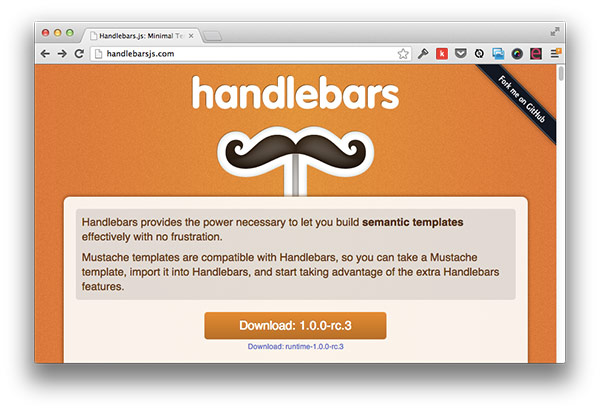 Handlebars.js: Minimal Te
handlebarsjs.com
handlebars
Fork me on GitHub
Handlebars provides the power necessary to let you build semantic templates
effectively with no frustration.
Mustache templates are compatible with Handlebars, so you can take a Mustache
template, import it into Handlebars, and start taking advantage of the extra Handlebars
features.
Download: 1.0.0-rc.3
Download: runtime-1.0.0-rc.3